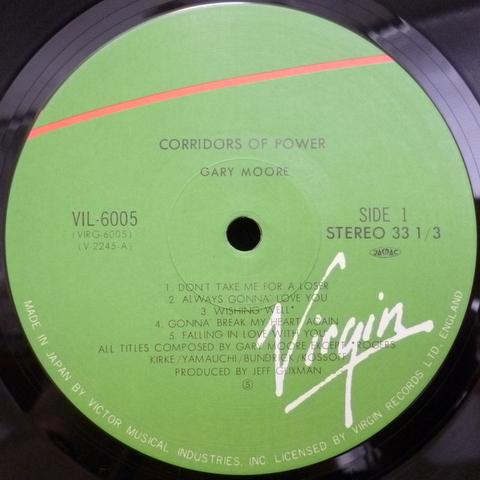 CORRIDORS OF POWER
GARY MOORE
VIL-6005
(VIRG-6005)
(V-2245-A)
SIDE 1
STEREO 33 1/3
JASRAC
1. DON'T TAKE ME FOR A LOSER
2. ALWAYS GONNA LOVE YOU
3. WISHING WELL*
4. GONNA BREAK MY HEART AGAIN
5. FALLING IN LOVE WITH YOU
ALL TITLES COMPOSED BY GARY MOORE EXCEPT *ROGERS
KIRKE/YAMAUCHI/BUNDRICK/KOSSOFF
PRODUCED BY JEFF GLIXMAN
Ⓢ
Virgin
MADE IN JAPAN BY VICTOR MUSICAL INDUSTRIES, INC. LICENSED BY VIRGIN RECORDS LTD. ENGLAND